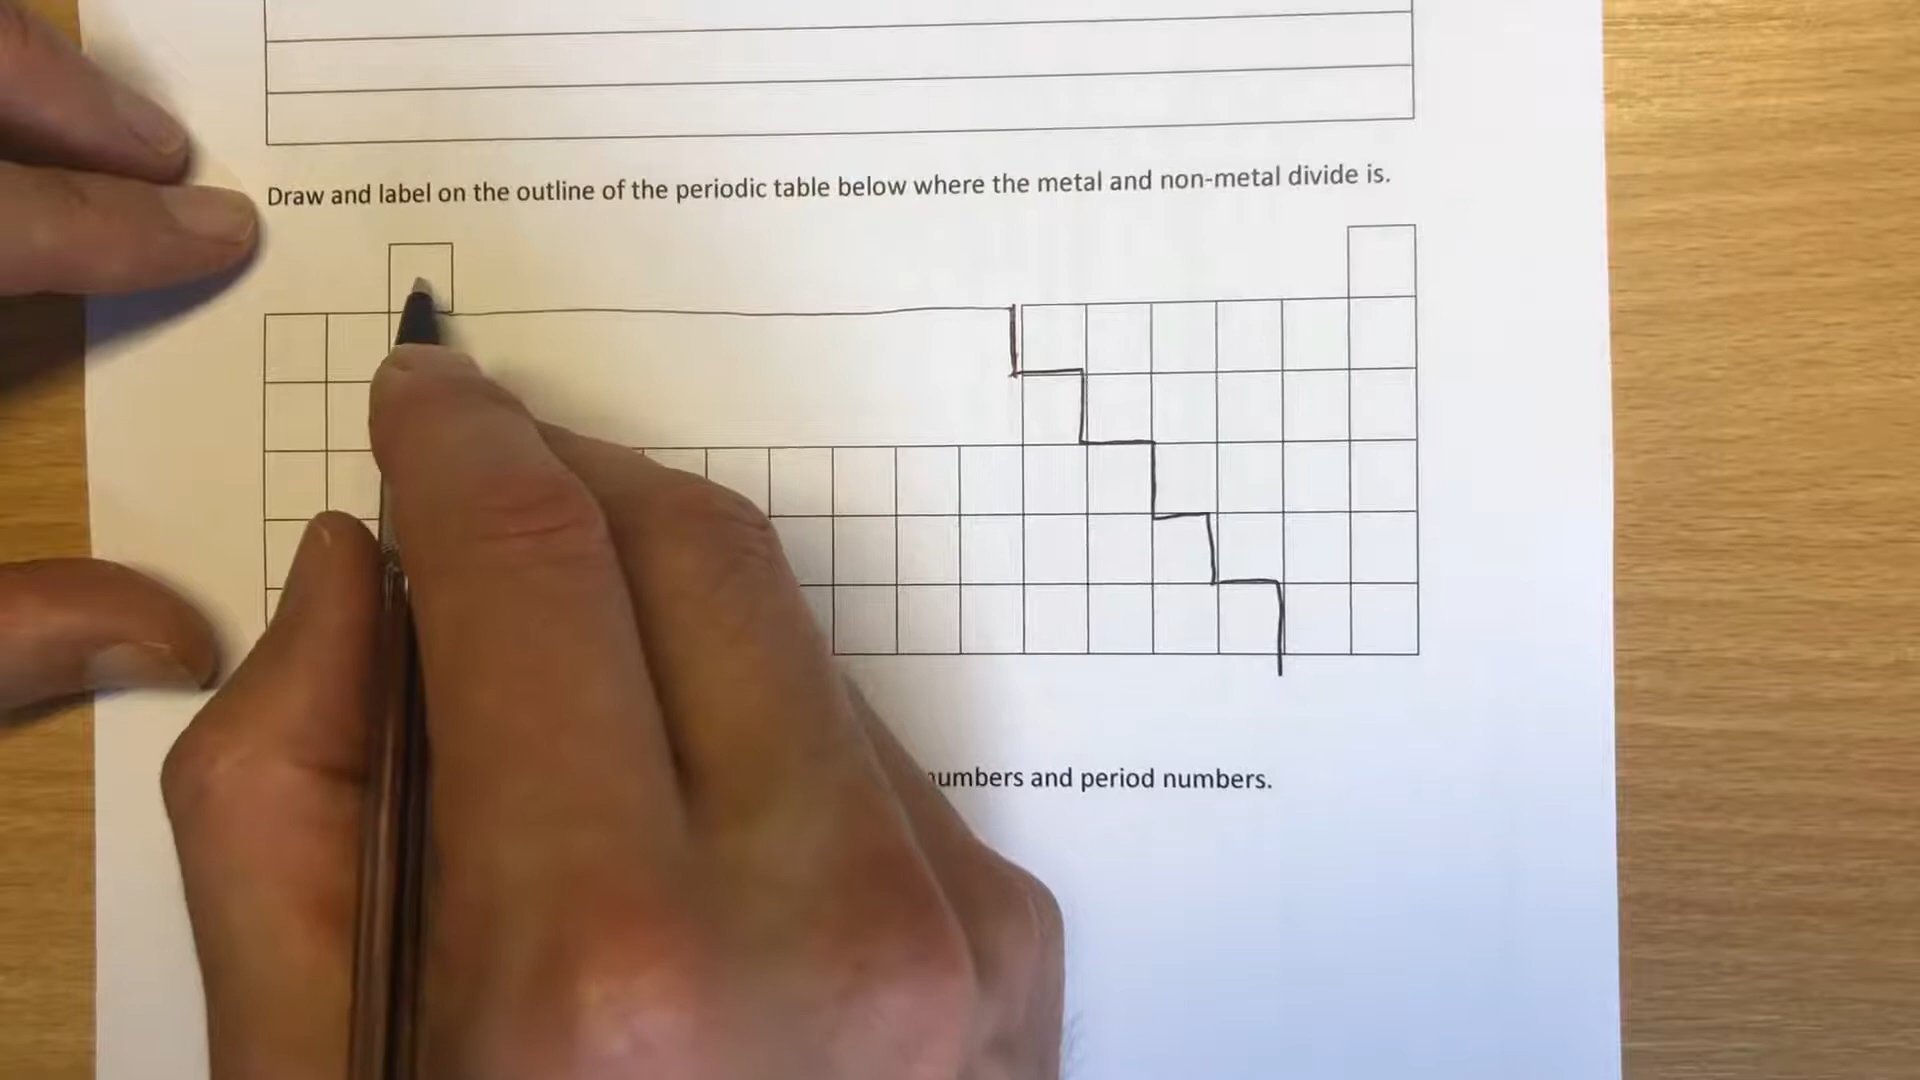 Draw and label on the outline of the periodic table below where the metal and non-metal divide is.
numbers and period numbers.